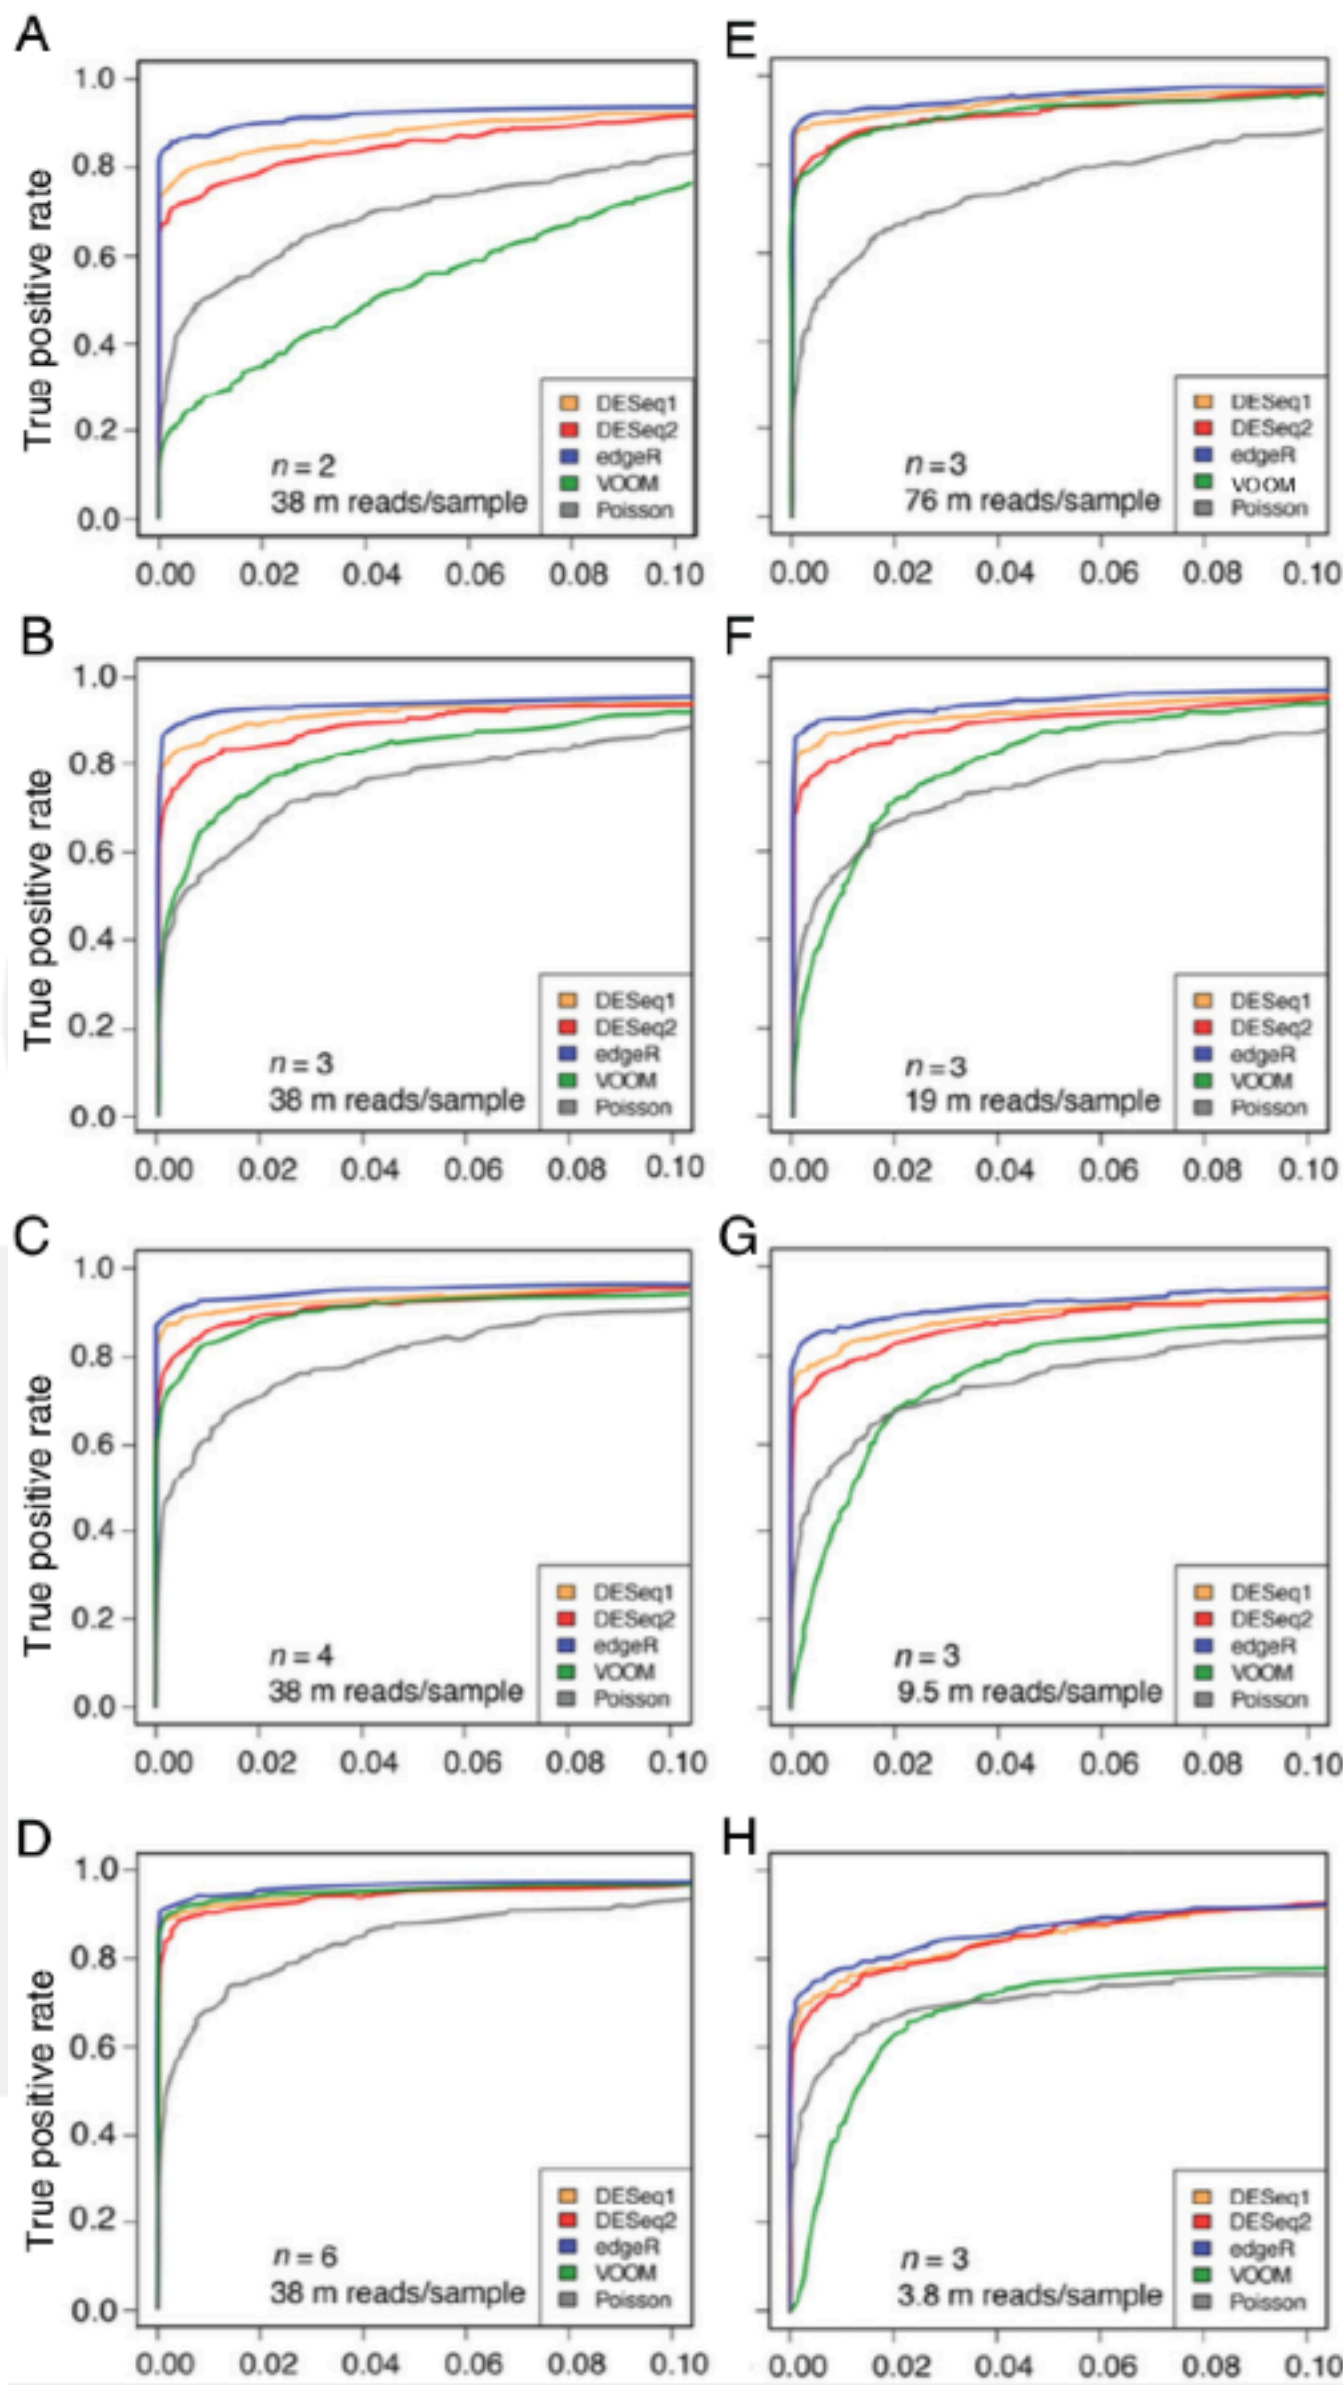 A
True positive rate
1.0
0.8
0.6
0.4
0.2
0.0
DESeq1
DESeq2
edgeR
VOOM
Poisson
n = 2
38 m reads/sample
0.00 0.02 0.04 0.06 0.08 0.10
E
DESeq1
DESeq2
edgeR
VOOM
Poisson
n = 3
76 m reads/sample
0.00 0.02 0.04 0.06 0.08 0.10
B
True positive rate
1.0
0.8
0.6
0.4
0.2
0.0
DESeq1
DESeq2
edgeR
VOOM
Poisson
n = 3
38 m reads/sample
0.00 0.02 0.04 0.06 0.08 0.10
F
DESeq1
DESeq2
edgeR
VOOM
Poisson
n = 3
19 m reads/sample
0.00 0.02 0.04 0.06 0.08 0.10
C
True positive rate
1.0
0.8
0.6
0.4
0.2
0.0
DESeq1
DESeq2
edgeR
VOOM
Poisson
n = 4
38 m reads/sample
0.00 0.02 0.04 0.06 0.08 0.10
G
DESeq1
DESeq2
edgeR
VOOM
Poisson
n = 3
9.5 m reads/sample
0.00 0.02 0.04 0.06 0.08 0.10
D
True positive rate
1.0
0.8
0.6
0.4
0.2
0.0
DESeq1
DESeq2
edgeR
VOOM
Poisson
n = 6
38 m reads/sample
0.00 0.02 0.04 0.06 0.08 0.10
H
DESeq1
DESeq2
edgeR
VOOM
Poisson
n = 3
3.8 m reads/sample
0.00 0.02 0.04 0.06 0.08 0.10